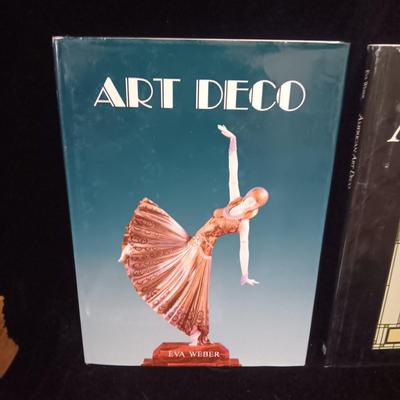 ART DECO
EVA WEBER
EVA WEBER AMERICAN ART DECO
A